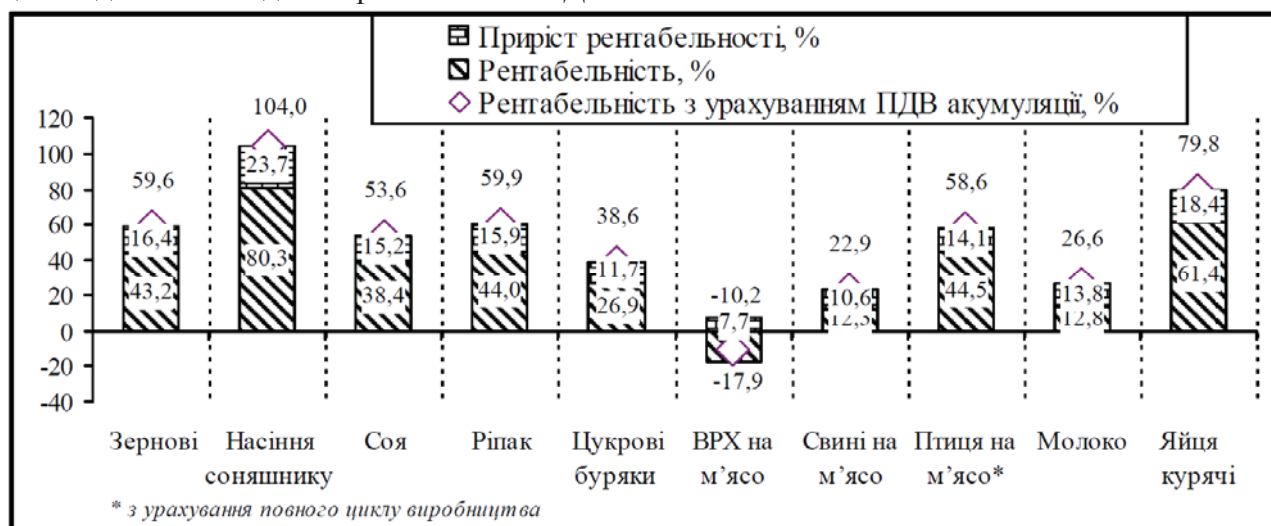 Приріст рентабельності, %
Рентабельність, %
Рентабельність з урахуванням ПДВ акумуляції, %
120
100
80
60
40
20
0
-20
-40
59,6
16,4
43,2
104,0
23,7
80,3
53,6
15,2
38,4
59,9
15,9
44,0
38,6
11,7
26,9
-10,2
7,7
-17,9
22,9
10,6
12,3
58,6
14,1
44,5
26,6
13,8
12,8
79,8
18,4
61,4
Зернові
Насіння
соняшнику
Соя
Ріпак
Цукрові
буряки
ВРХ на
м’ясо
Свині на
м’ясо
Птиця на
м’ясо*
Молоко
Яйця
курячі
* з урахування повного циклу виробництва